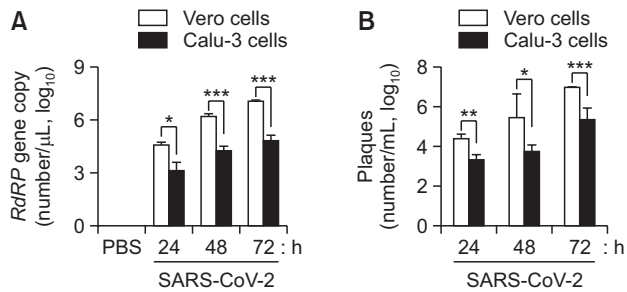 A
Vero cells
Calu-3 cells
RdRP gene copy
(number/μL, log₁₀)
9
6
3
0
*
***
***
PBS
24
48
72
: h
SARS-CoV-2
B
Vero cells
Calu-3 cells
Plaques
(number/mL, log₁₀)
8
6
4
2
0
**
*
***
24
48
72
: h
SARS-CoV-2